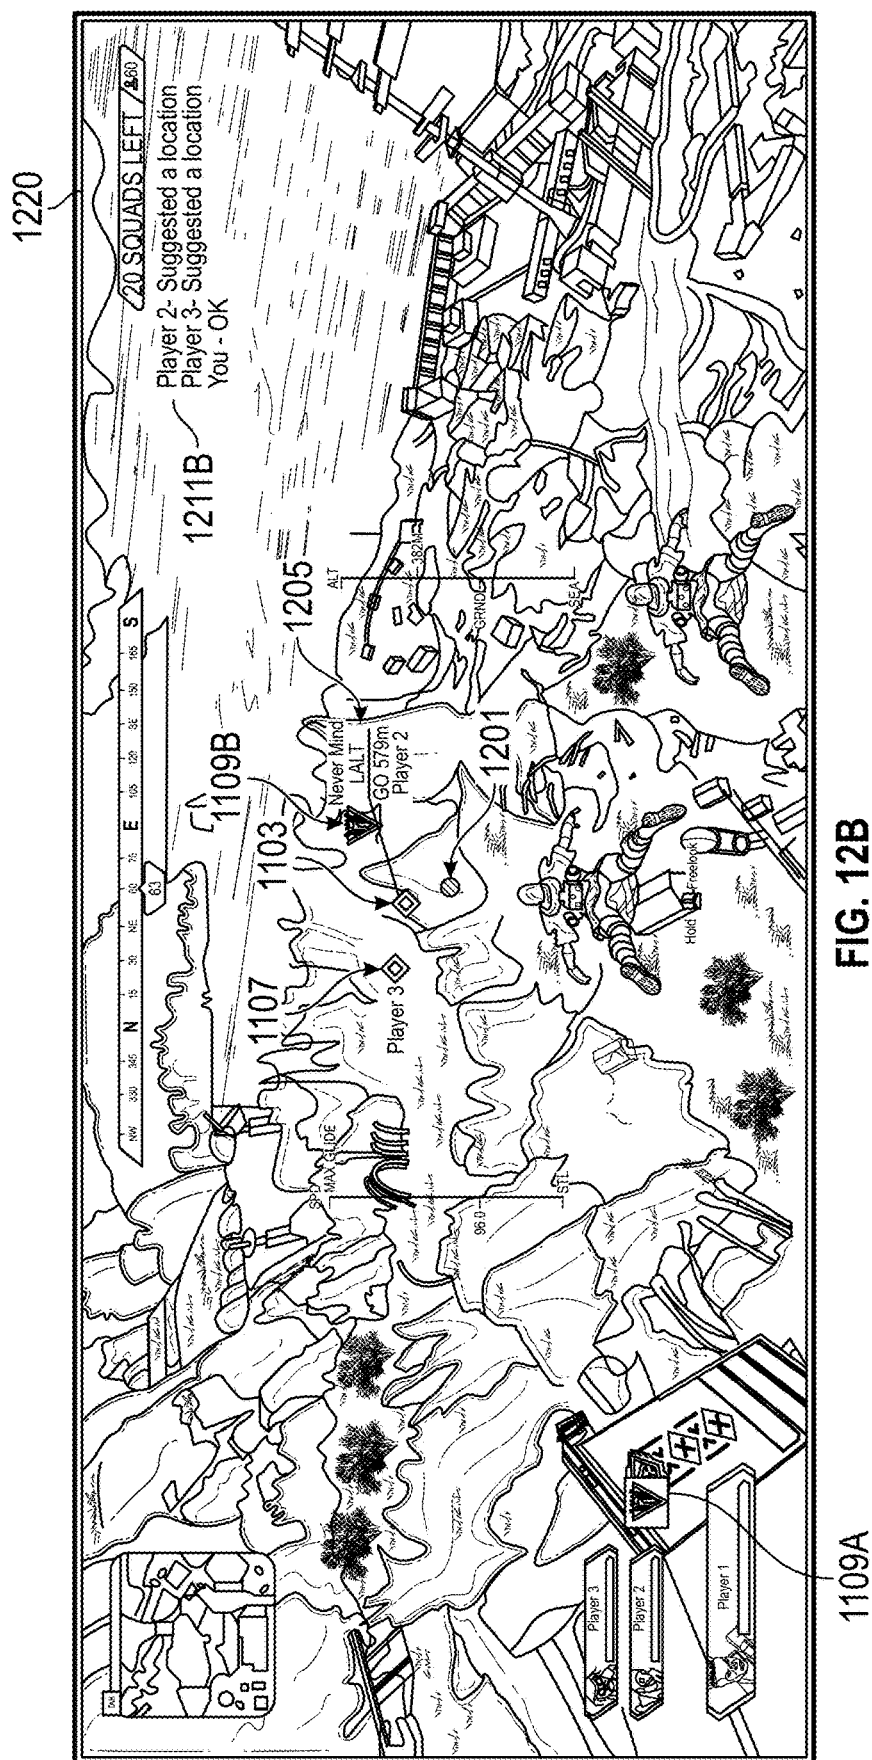 1220
20 SQUADS LEFT 60
Player 2- Suggested a location
Player 3- Suggested a location
You - OK
1211B
NW 330 345 N 15 30 NE 60 75 E 105 120 SE 150 165 S
63
1109B
1205
1103
1107
Never Mind
LALT
GO 579m
Player 2
Player 3
1201
ALT
382M
GRND
SEA
SPD
MAX GLIDE
96.0
STL
Hold
Freelook
Player 3
Player 2
Player 1
1109A
FIG. 12B